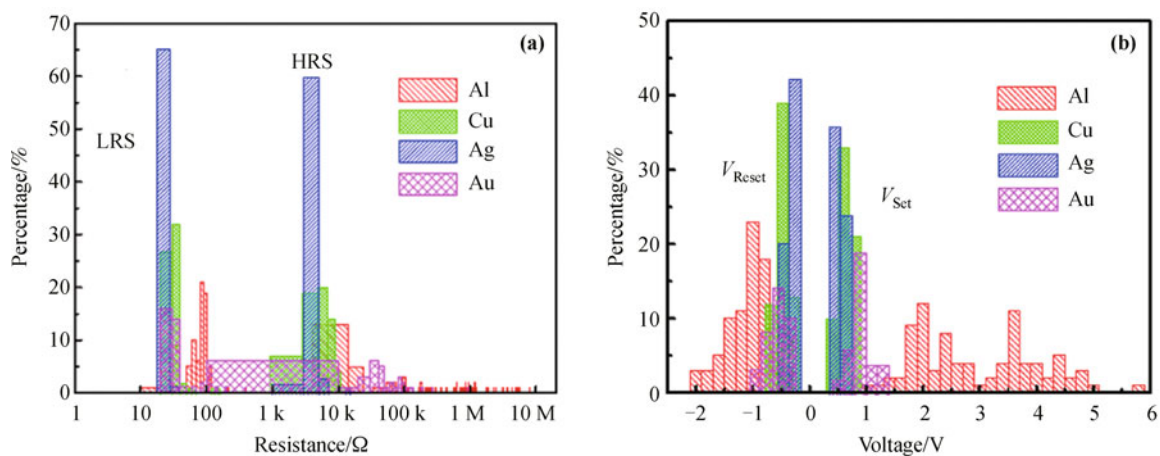 (a)
70
60
50
40
30
20
10
0
Percentage/%
LRS
HRS
Al
Cu
Ag
Au
1 10 100 1 k 10 k 100 k 1 M 10 M
Resistance/Ω
(b)
50
40
30
20
10
0
Percentage/%
V_Reset
V_Set
Al
Cu
Ag
Au
−2 −1 0 1 2 3 4 5 6
Voltage/V